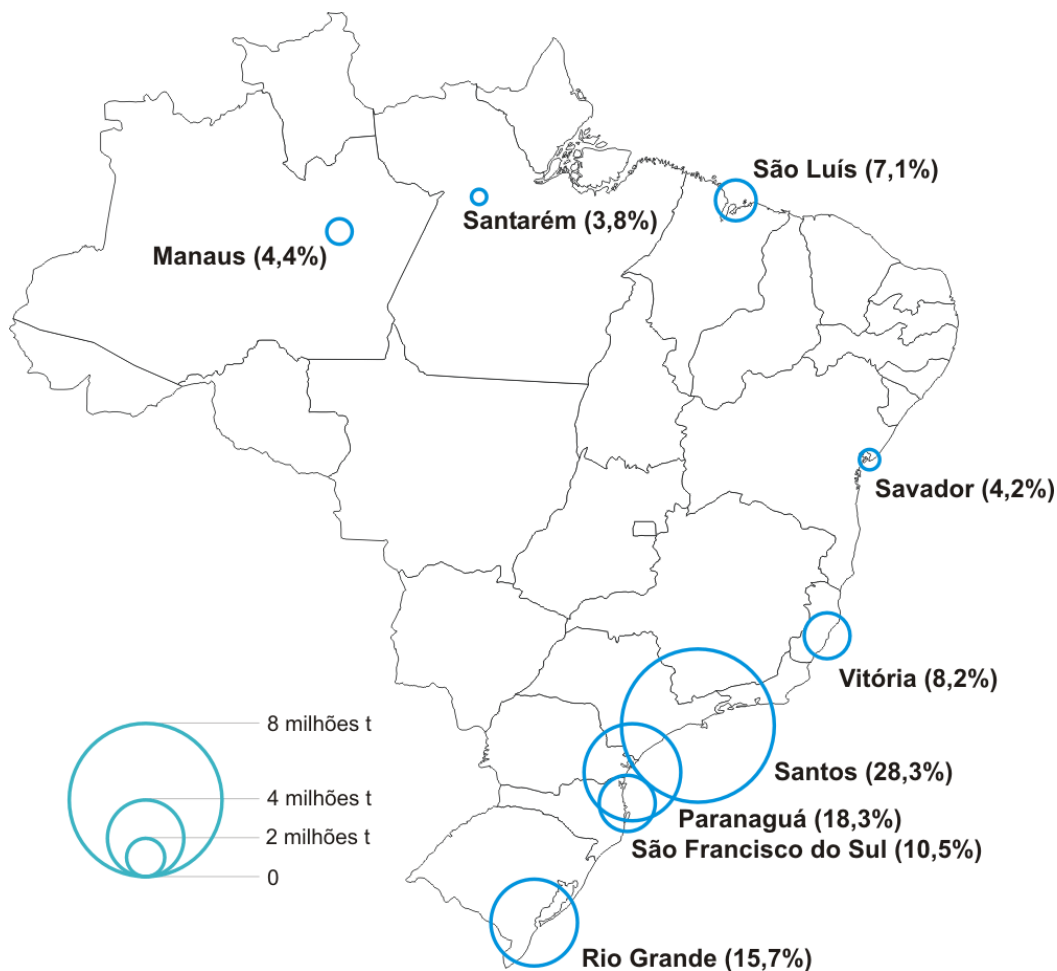 São Luís (7,1%)
Santarém (3,8%)
Manaus (4,4%)
Savador (4,2%)
Vitória (8,2%)
8 milhões t
Santos (28,3%)
4 milhões t
Paranaguá (18,3%)
2 milhões t
São Francisco do Sul (10,5%)
0
Rio Grande (15,7%)